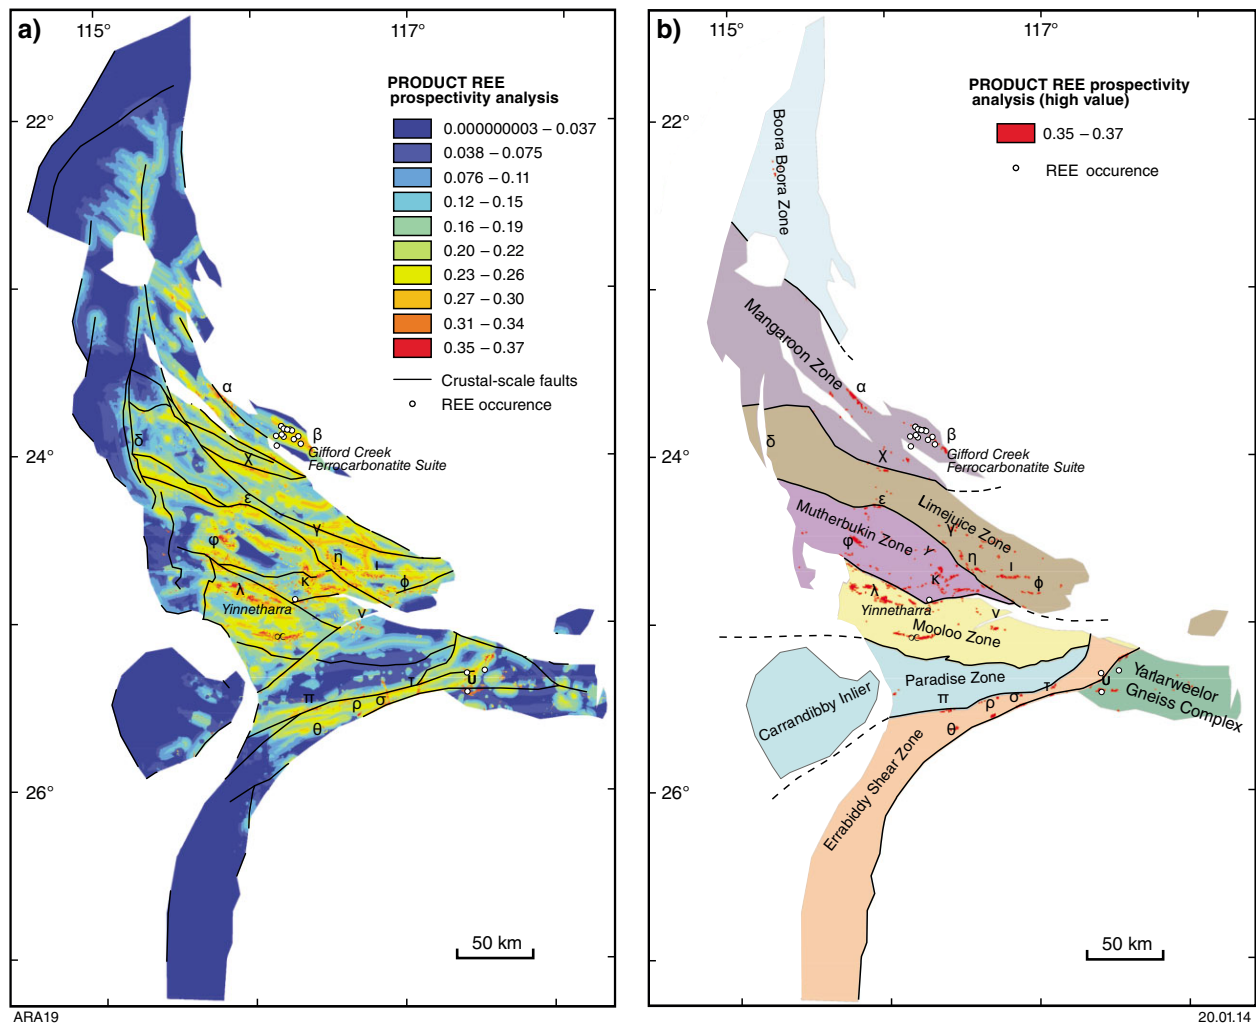 a)
115°
117°
22°
24°
26°
PRODUCT REE
prospectivity analysis
0.000000003 – 0.037
0.038 – 0.075
0.076 – 0.11
0.12 – 0.15
0.16 – 0.19
0.20 – 0.22
0.23 – 0.26
0.27 – 0.30
0.31 – 0.34
0.35 – 0.37
Crustal-scale faults
REE occurence
α
β
Gifford Creek
Ferrocarbonatite Suite
δ
χ
ε
γ
φ
η
ι
κ
ϕ
λ
Yinnetharra
ν
∝
τ
υ
π
ρ
σ
θ
50 km
ARA19
b)
115°
117°
22°
24°
26°
PRODUCT REE prospectivity
analysis (high value)
0.35 – 0.37
REE occurence
Boora Boora Zone
Mangaroon Zone
α
β
Gifford Creek
Ferrocarbonatite Suite
δ
χ
ε
Limejuice Zone
Mutherbukin Zone
γ
γ
φ
η
ι
κ
ϕ
λ
Yinnetharra
ν
∝
Mooloo Zone
Paradise Zone
Carrandibby Inlier
τ
υ
Yarlarweelor
Gneiss Complex
π
ρ
σ
θ
Errabiddy Shear Zone
50 km
20.01.14